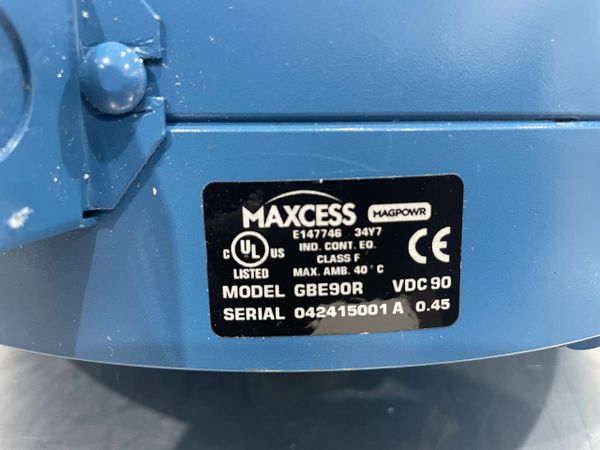 MAXCESS MAGPOWR
E147746 34Y7
C UL US IND. CONT. EQ. CE
CLASS F
LISTED MAX. AMB. 40°C
MODEL GBE90R VDC 90
SERIAL 042415001 A 0.45